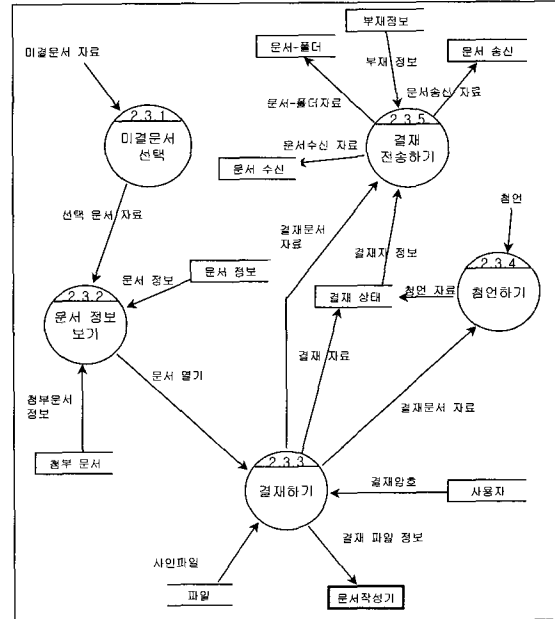 부재정보
문서-폴더
문서 송신
미결문서 자료
부재 정보
문서-폴더자료
문서송신 자료
2.3.1
미결문서
선택
2.3.5
결재
전송하기
문서수신 자료
문서 수신
선택 문서 자료
결재문서
자료
결재자 정보
첨언
2.3.4
첨언하기
문서 정보
문서 정보
2.3.2
문서 정보
보기
결재 상태
첨언 자료
결재 자료
문서 열기
첨부문서
정보
결재문서 자료
첨부 문서
2.3.3
결재하기
결재암호
사용자
사인파일
결재 파일 정보
파일
문서작성기